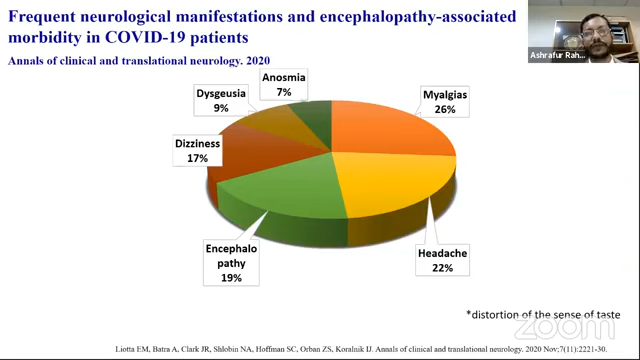 Frequent neurological manifestations and encephalopathy-associated
morbidity in COVID-19 patients
Annals of clinical and translational neurology. 2020
Ashrafur Rah...
Anosmia
7%
Dysgeusia
9%
Myalgias
26%
Dizziness
17%
Encephalo
pathy
19%
Headache
22%
*distortion of the sense of taste
zoom
Liotta EM, Batra A, Clark JR, Shlobin NA, Hoffman SC, Orban ZS, Koralnik IJ. Annals of clinical and translational neurology. 2020 Nov;7(11):2221-30.